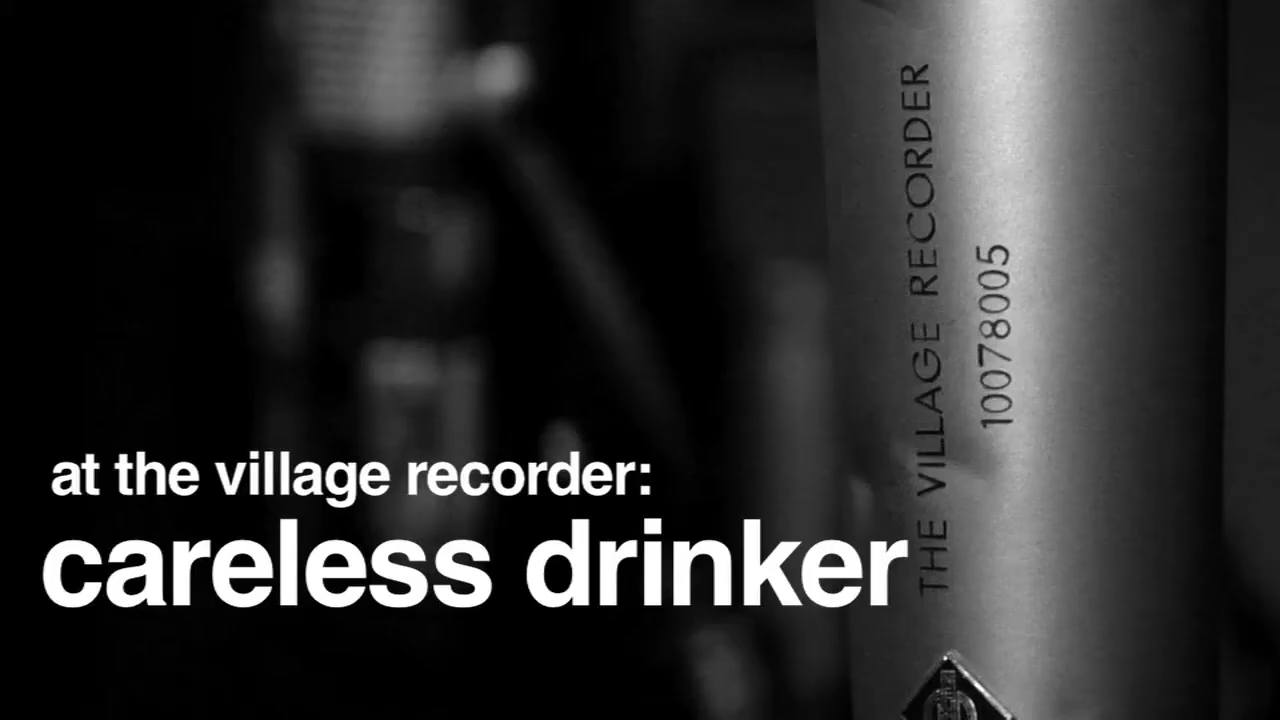 at the village recorder:
careless drinker
THE VILLAGE RECORDER
10078005